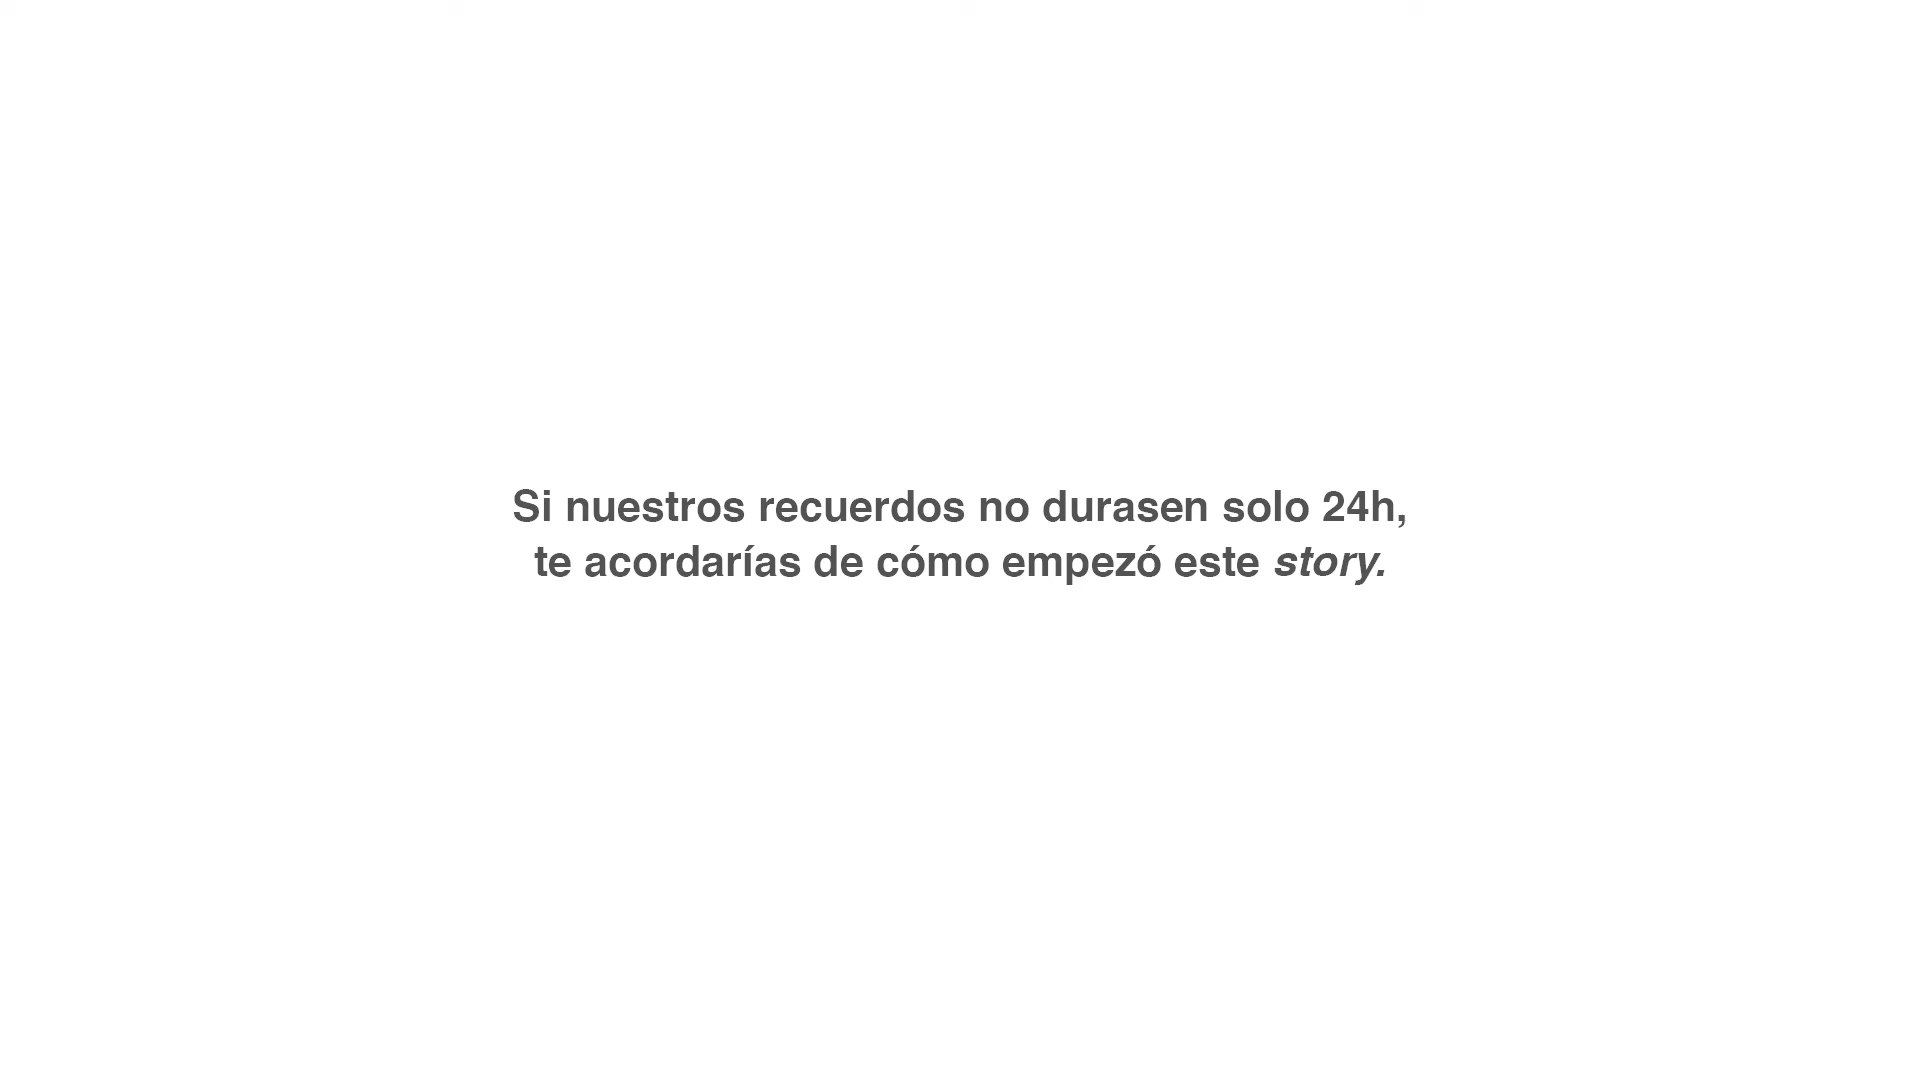 Si nuestros recuerdos no durasen solo 24h,
te acordarías de cómo empezó este story.